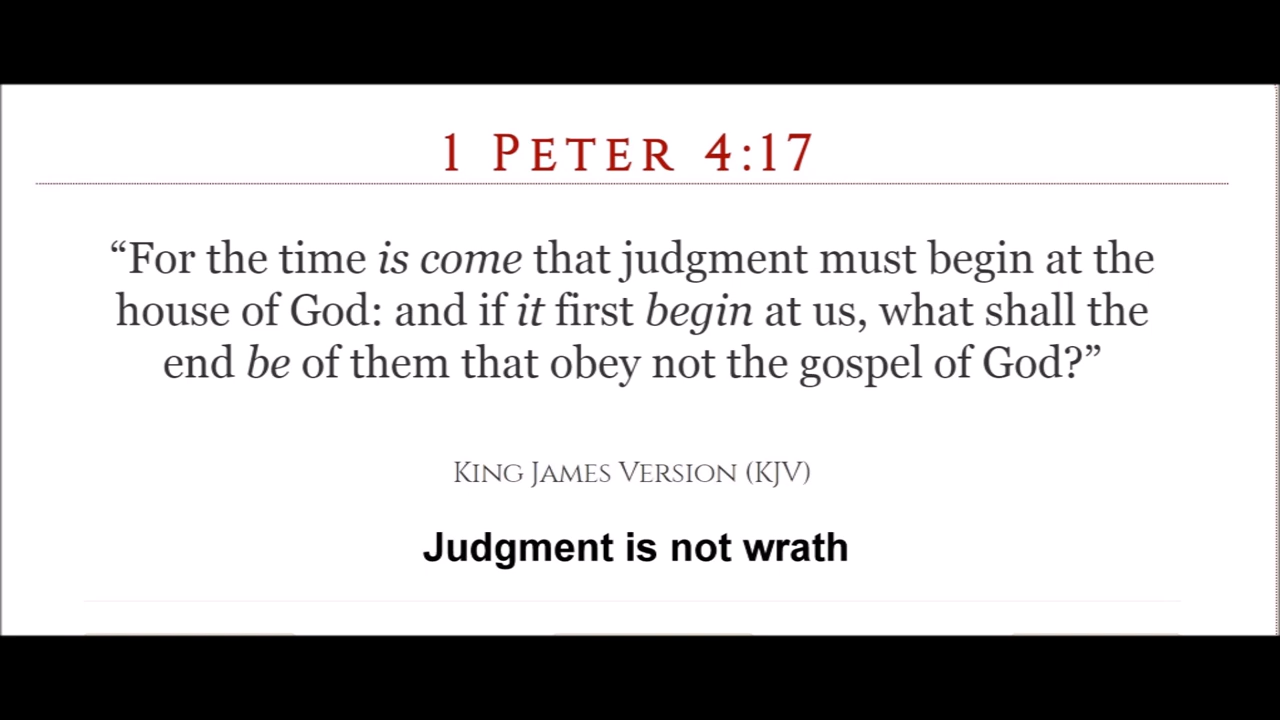 1 PETER 4:17
“For the time is come that judgment must begin at the
house of God: and if it first begin at us, what shall the
end be of them that obey not the gospel of God?”
KING JAMES VERSION (KJV)
Judgment is not wrath